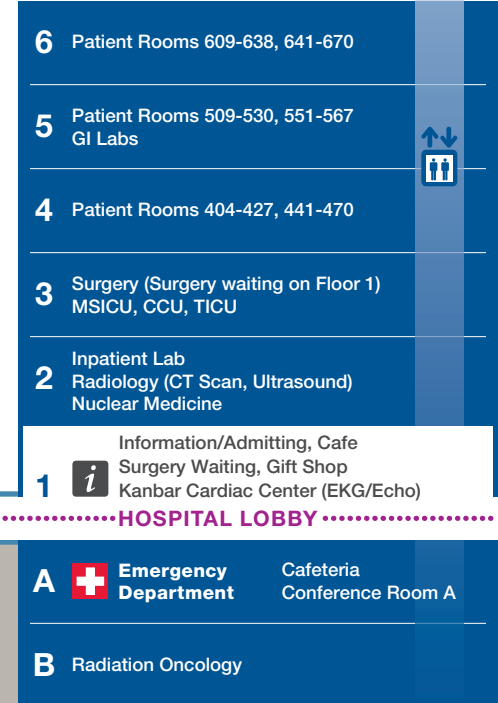 6 Patient Rooms 609-638, 641-670
5 Patient Rooms 509-530, 551-567
GI Labs
4 Patient Rooms 404-427, 441-470
3 Surgery (Surgery waiting on Floor 1)
MSICU, CCU, TICU
2 Inpatient Lab
Radiology (CT Scan, Ultrasound)
Nuclear Medicine
1 i Information/Admitting, Cafe
Surgery Waiting, Gift Shop
Kanbar Cardiac Center (EKG/Echo)
HOSPITAL LOBBY
A Emergency Department
Cafeteria
Conference Room A
B Radiation Oncology